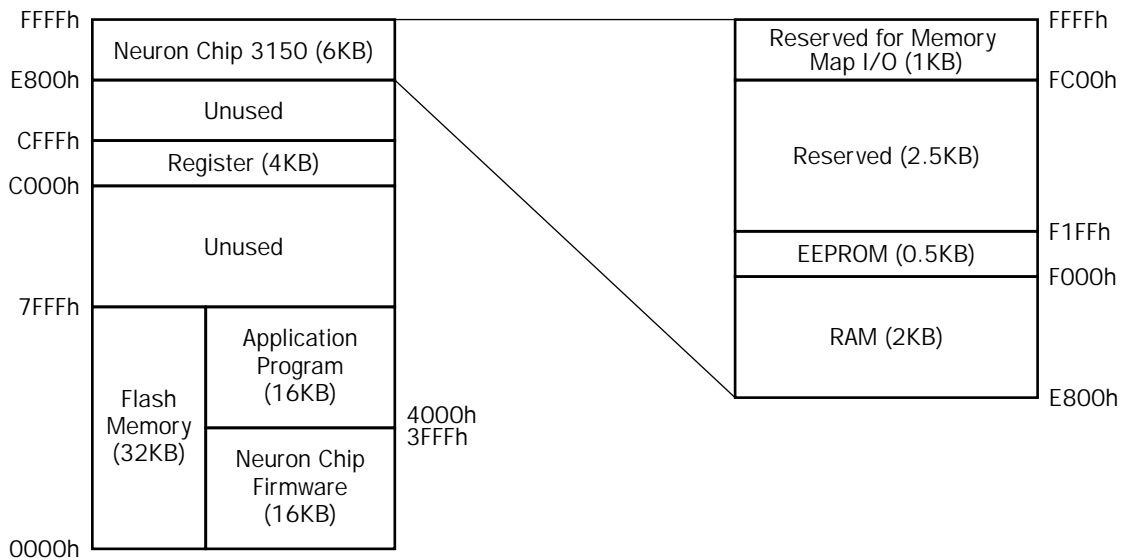 FFFFh
Neuron Chip 3150 (6KB)
E800h
Unused
CFFFh
Register (4KB)
C000h
Unused
7FFFh
Flash
Memory
(32KB)
Application
Program
(16KB)
4000h
3FFFh
Neuron Chip
Firmware
(16KB)
0000h
FFFFh
Reserved for Memory
Map I/O (1KB)
FC00h
Reserved (2.5KB)
F1FFh
EEPROM (0.5KB)
F000h
RAM (2KB)
E800h